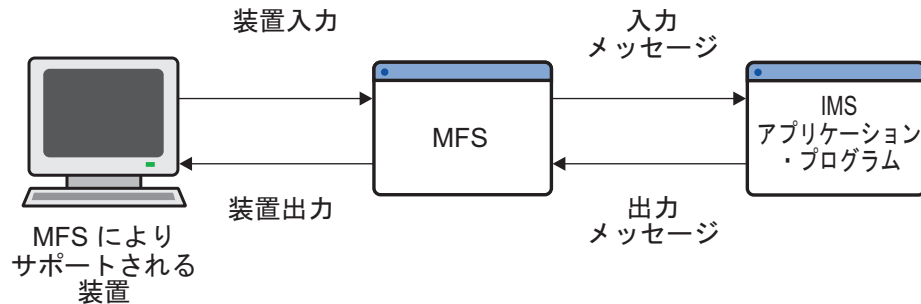 装置入力
入力
メッセージ
MFS
IMS
アプリケーション
・プログラム
装置出力
出力
メッセージ
MFS により
サポートされる
装置